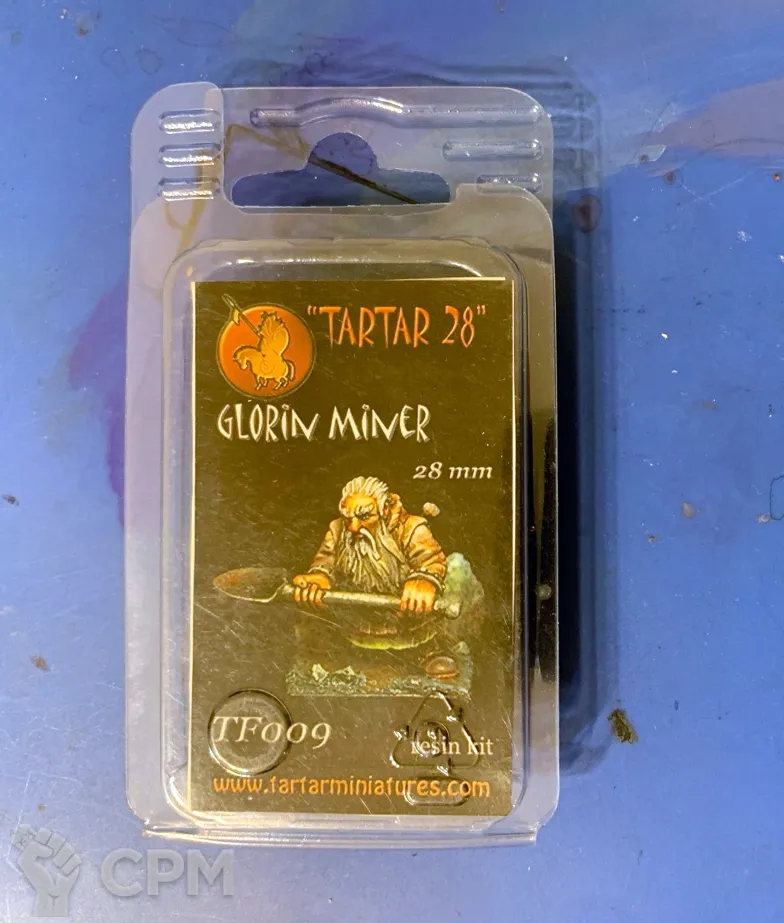 "TARTAR 28"
GLORIN MINER
28 mm
TF009
resin kit
www.tartarminiatures.com
CPM